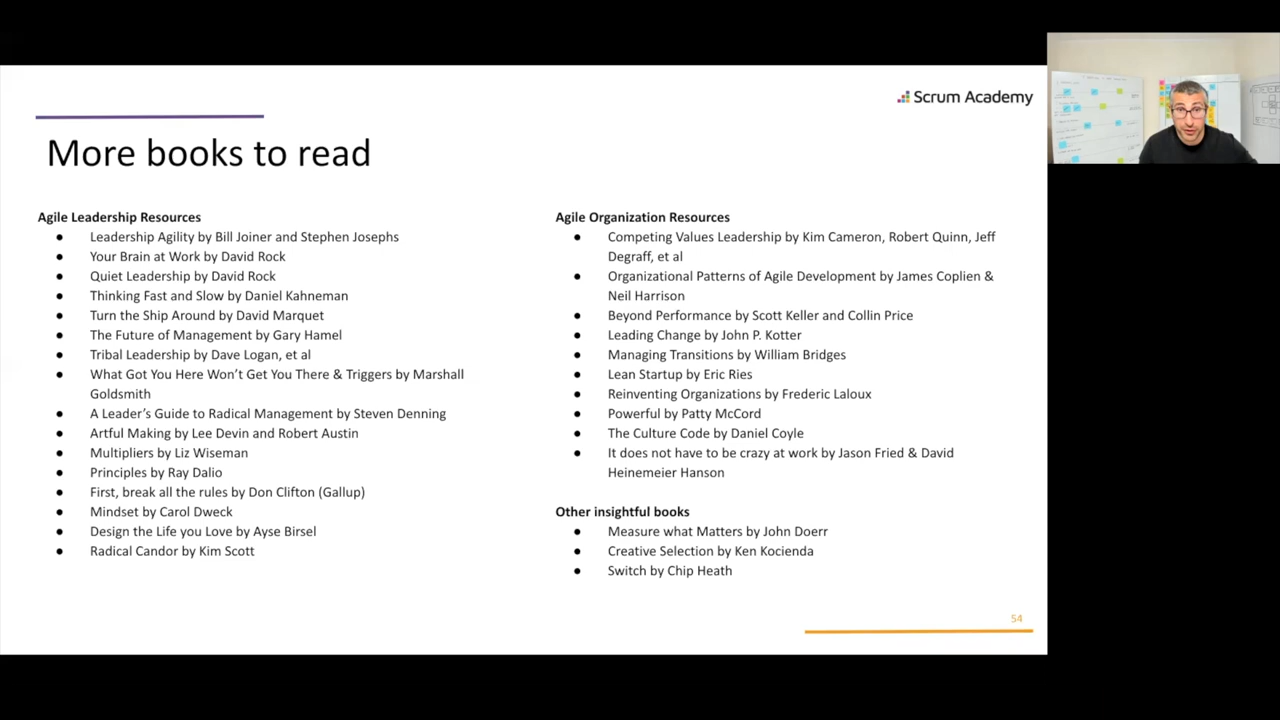 Scrum Academy
More books to read
Agile Leadership Resources
● Leadership Agility by Bill Joiner and Stephen Josephs
● Your Brain at Work by David Rock
● Quiet Leadership by David Rock
● Thinking Fast and Slow by Daniel Kahneman
● Turn the Ship Around by David Marquet
● The Future of Management by Gary Hamel
● Tribal Leadership by Dave Logan, et al
● What Got You Here Won’t Get You There & Triggers by Marshall
Goldsmith
● A Leader’s Guide to Radical Management by Steven Denning
● Artful Making by Lee Devin and Robert Austin
● Multipliers by Liz Wiseman
● Principles by Ray Dalio
● First, break all the rules by Don Clifton (Gallup)
● Mindset by Carol Dweck
● Design the Life you Love by Ayse Birsel
● Radical Candor by Kim Scott
Agile Organization Resources
● Competing Values Leadership by Kim Cameron, Robert Quinn, Jeff
Degraff, et al
● Organizational Patterns of Agile Development by James Coplien &
Neil Harrison
● Beyond Performance by Scott Keller and Collin Price
● Leading Change by John P. Kotter
● Managing Transitions by William Bridges
● Lean Startup by Eric Ries
● Reinventing Organizations by Frederic Laloux
● Powerful by Patty McCord
● The Culture Code by Daniel Coyle
● It does not have to be crazy at work by Jason Fried & David
Heinemeier Hanson
Other insightful books
● Measure what Matters by John Doerr
● Creative Selection by Ken Kocienda
● Switch by Chip Heath
54